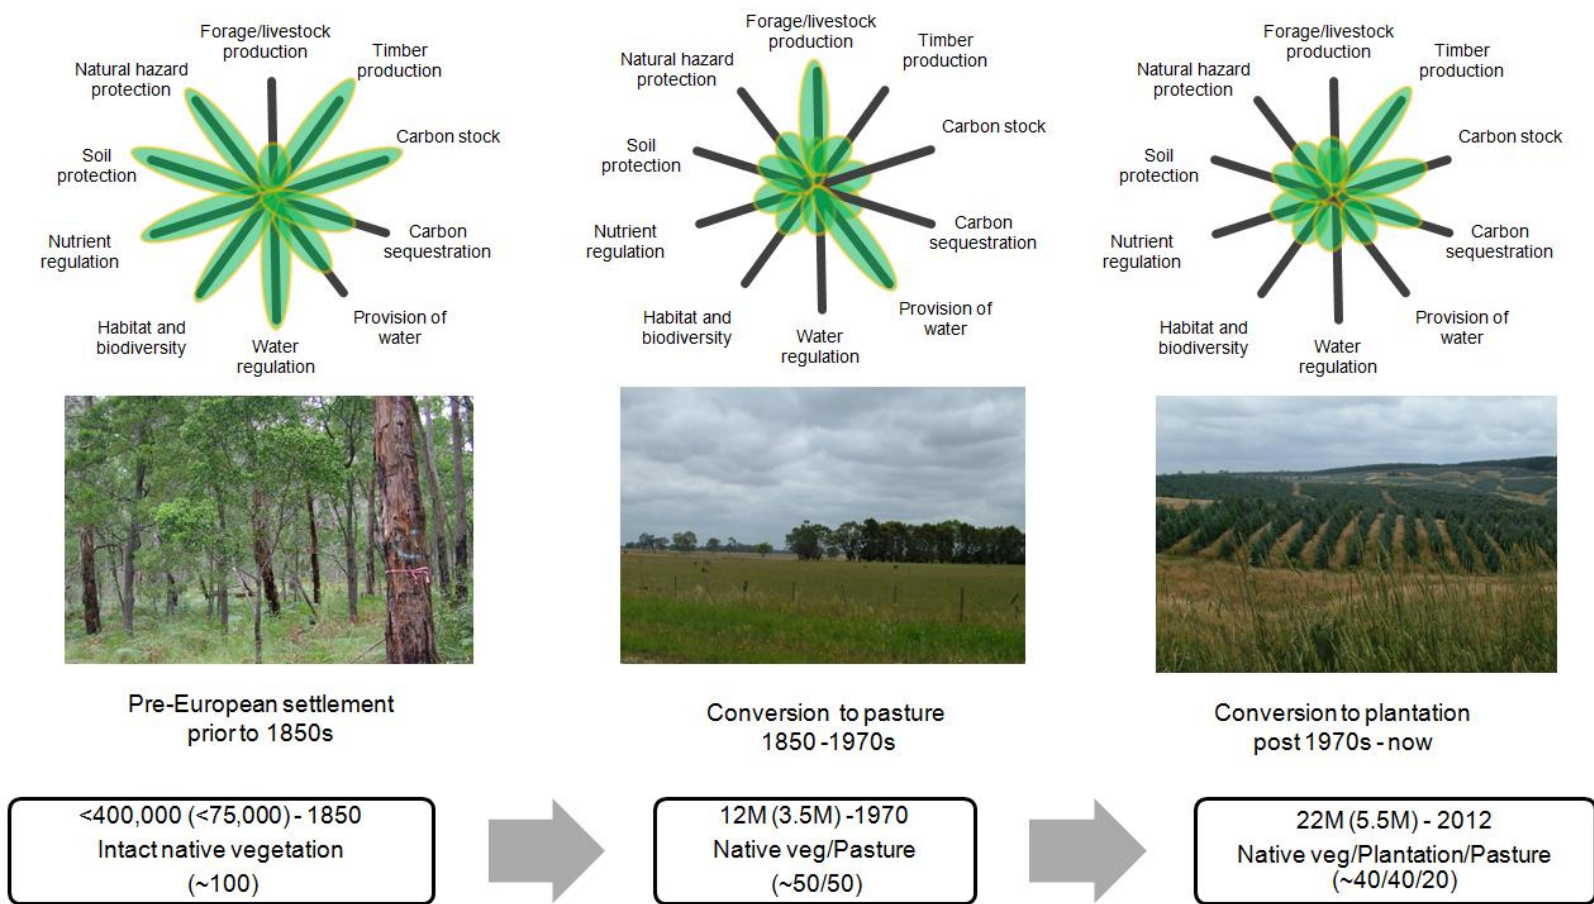 Forage/livestock
production
Timber
production
Natural hazard
protection
Carbon stock
Soil
protection
Carbon
sequestration
Nutrient
regulation
Provision of
water
Habitat and
biodiversity
Water
regulation
Forage/livestock
production
Timber
production
Natural hazard
protection
Carbon stock
Soil
protection
Carbon
sequestration
Nutrient
regulation
Provision of
water
Habitat and
biodiversity
Water
regulation
Forage/livestock
production
Timber
production
Natural hazard
protection
Carbon stock
Soil
protection
Carbon
sequestration
Nutrient
regulation
Provision of
water
Habitat and
biodiversity
Water
regulation
Pre-European settlement
prior to 1850s
Conversion to pasture
1850 -1970s
Conversion to plantation
post 1970s - now
<400,000 (<75,000) - 1850
Intact native vegetation
(~100)
12M (3.5M) -1970
Native veg/Pasture
(~50/50)
22M (5.5M) - 2012
Native veg/Plantation/Pasture
(~40/40/20)